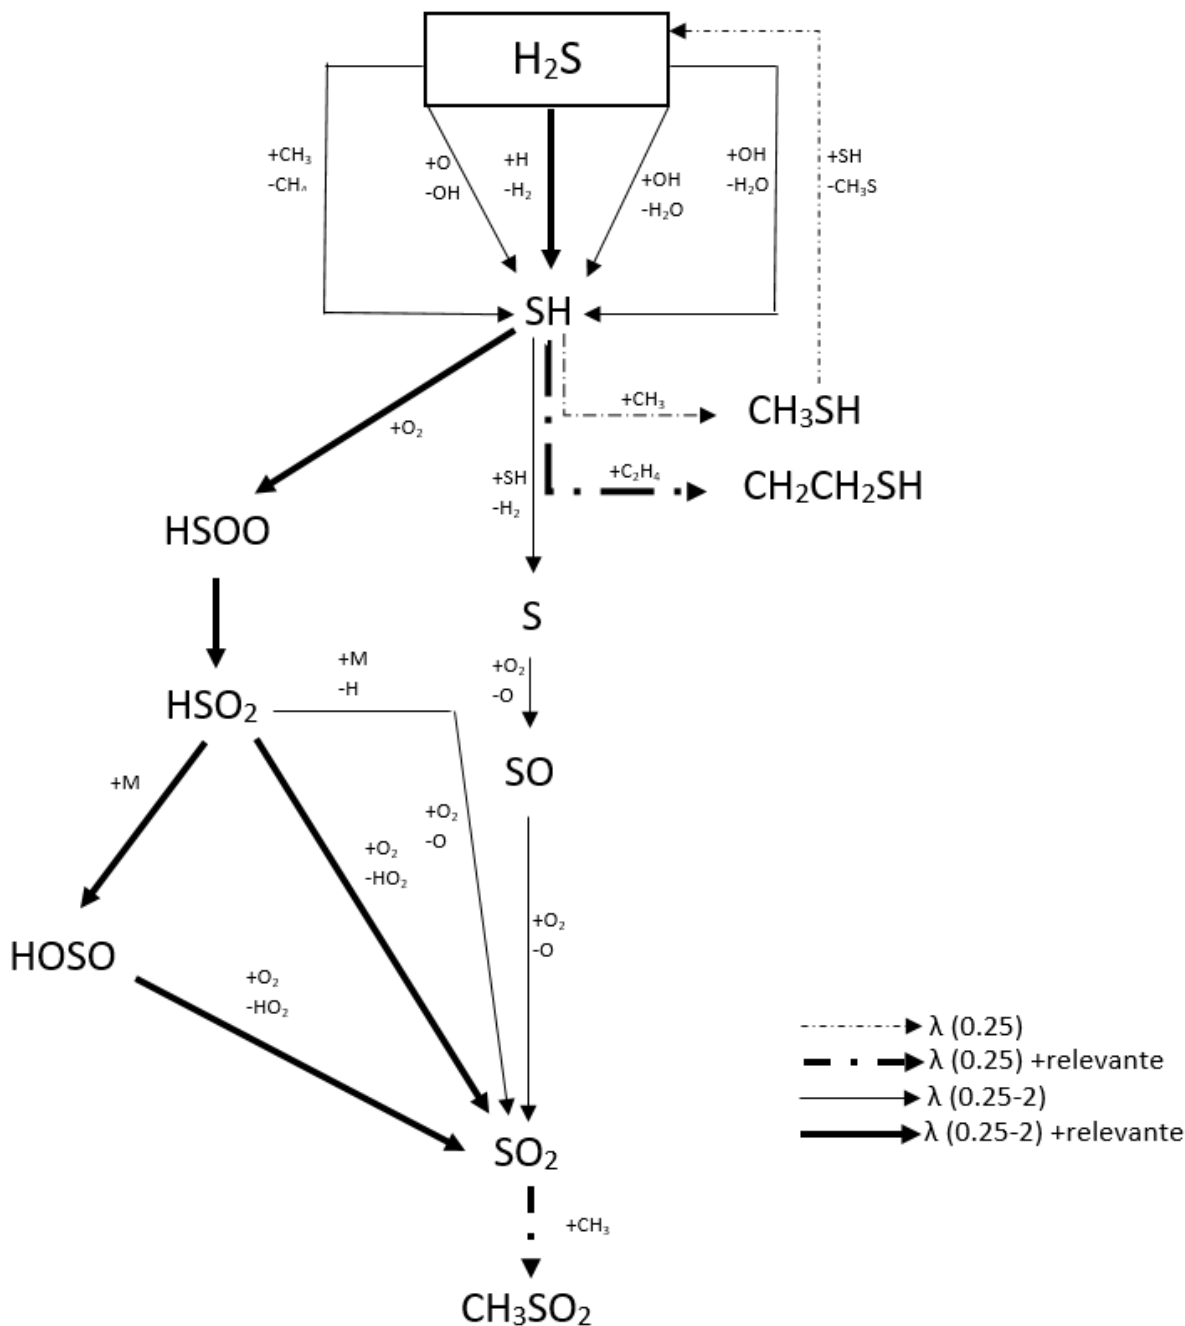 H₂S
+CH₃
-CH₄
+O
-OH
+H
-H₂
+OH
-H₂O
+OH
-H₂O
+SH
-CH₃S
SH
+CH₃
CH₃SH
+O₂
+SH
-H₂
+C₂H₄
CH₂CH₂SH
HSOO
S
+M
-H
+O₂
-O
HSO₂
SO
+M
+O₂
-O
+O₂
-HO₂
+O₂
-O
HOSO
+O₂
-HO₂
SO₂
+CH₃
CH₃SO₂
λ (0.25)
λ (0.25) +relevante
λ (0.25-2)
λ (0.25-2) +relevante